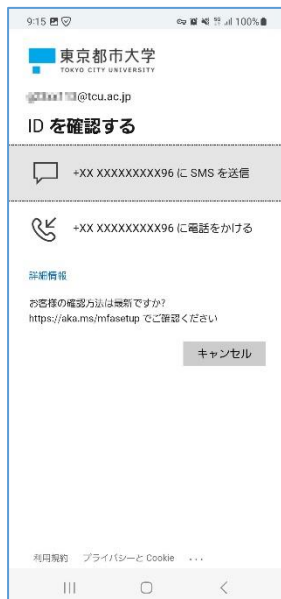 9:15
100%
東京都市大学
TOKYO CITY UNIVERSITY
@tcu.ac.jp
ID を確認する
+XX XXXXXXXXX96 に SMS を送信
+XX XXXXXXXXX96 に電話をかける
詳細情報
お客様の確認方法は最新ですか?
https://aka.ms/mfasetup でご確認ください
キャンセル
利用規約 プライバシーと Cookie ...